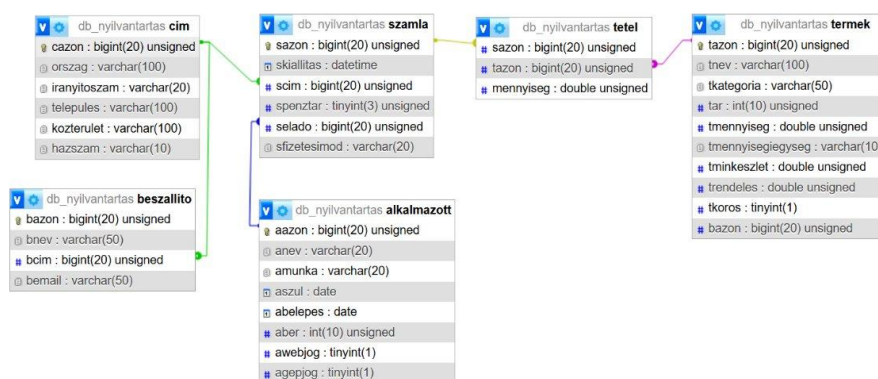 db_nyilvantartas cim
cazon : bigint(20) unsigned
orszag : varchar(100)
iranyitoszam : varchar(20)
telepules : varchar(100)
kozterulet : varchar(100)
hazszam : varchar(10)
db_nyilvantartas beszallito
bazon : bigint(20) unsigned
bnev : varchar(50)
bcim : bigint(20) unsigned
bemail : varchar(50)
db_nyilvantartas szamla
sazon : bigint(20) unsigned
skiallitas : datetime
scim : bigint(20) unsigned
spenztar : tinyint(3) unsigned
selado : bigint(20) unsigned
sfizetesimod : varchar(20)
db_nyilvantartas alkalmazott
aazon : bigint(20) unsigned
anev : varchar(20)
amunka : varchar(20)
aszul : date
abelepes : date
aber : int(10) unsigned
awebjog : tinyint(1)
agepjog : tinyint(1)
db_nyilvantartas tetel
sazon : bigint(20) unsigned
tazon : bigint(20) unsigned
mennyiseg : double unsigned
db_nyilvantartas termek
tazon : bigint(20) unsigned
tnev : varchar(100)
tkategoria : varchar(50)
tar : int(10) unsigned
tmennyiseg : double unsigned
tmennyisegiegyseg : varchar(10
tminkeszlet : double unsigned
trendeles : double unsigned
tkoros : tinyint(1)
bazon : bigint(20) unsigned